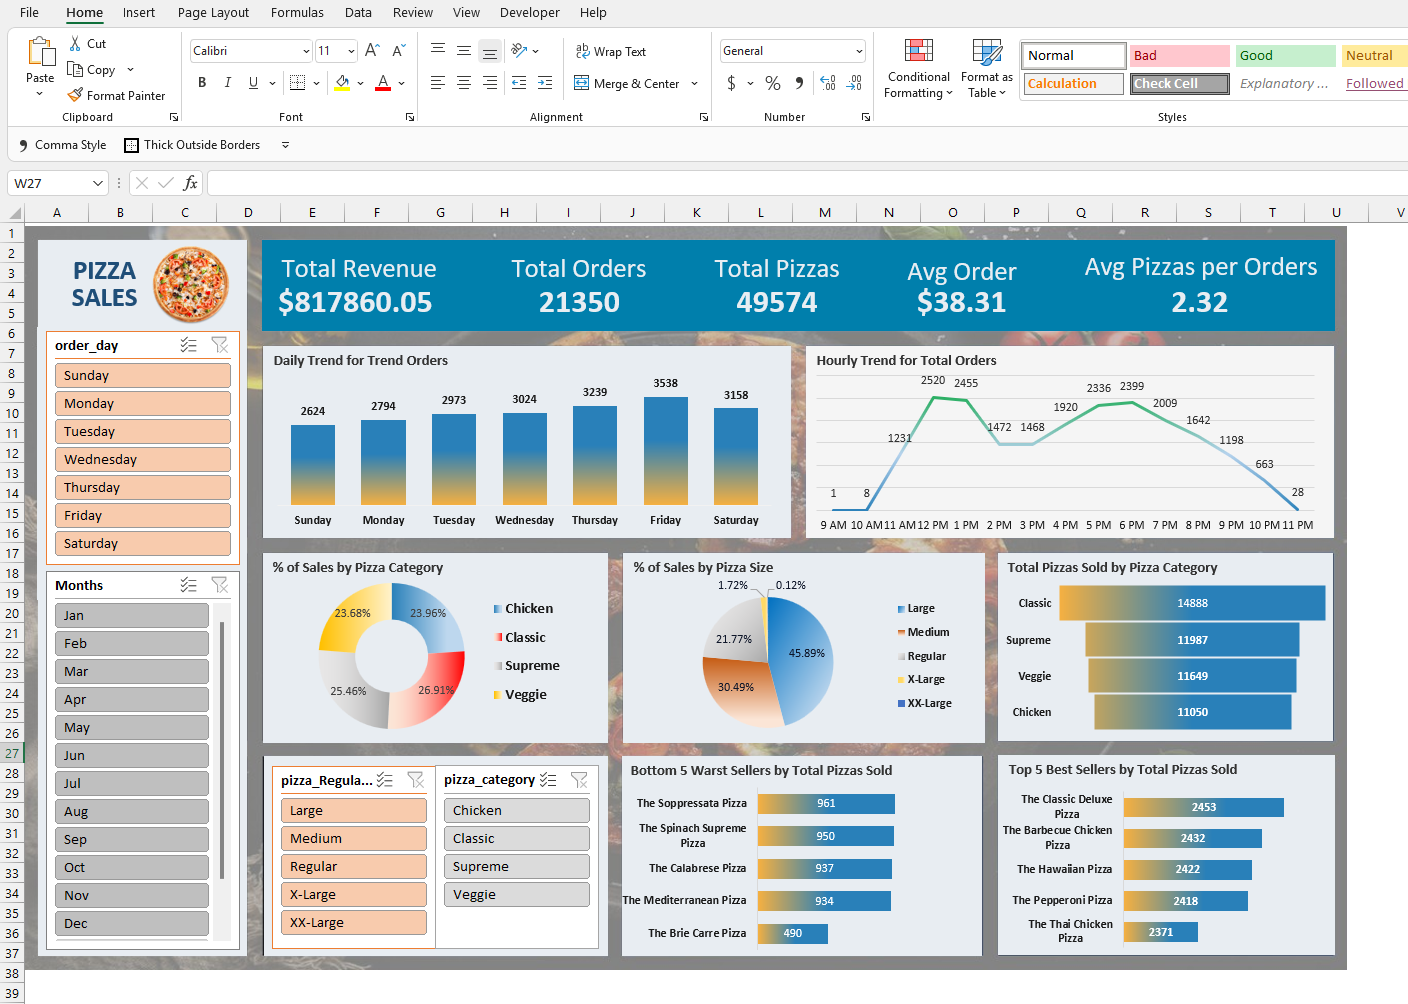 File Home Insert Page Layout Formulas Data Review View Developer Help
Paste
Cut
Copy
Format Painter
Clipboard
Calibri 11
B I U A
Font
Wrap Text
Merge & Center
Alignment
General
$ % 9
Number
Conditional Formatting
Format as Table
Normal Bad Good Neutral
Calculation Check Cell Explanatory ... Followed
Styles
Comma Style Thick Outside Borders
W27 fx
A B C D E F G H I J K L M N O P Q R S T U V
1
2
3
4
5
6
7
8
9
10
11
12
13
14
15
16
17
18
19
20
21
22
23
24
25
26
27
28
29
30
31
32
33
34
35
36
37
38
39
PIZZA
SALES
Total Revenue
$817860.05
Total Orders
21350
Total Pizzas
49574
Avg Order
$38.31
Avg Pizzas per Orders
2.32
order_day
Sunday
Monday
Tuesday
Wednesday
Thursday
Friday
Saturday
Months
Jan
Feb
Mar
Apr
May
Jun
Jul
Aug
Sep
Oct
Nov
Dec
Daily Trend for Trend Orders
2624 2794 2973 3024 3239 3538 3158
Sunday Monday Tuesday Wednesday Thursday Friday Saturday
Hourly Trend for Total Orders
1 8 1231 2520 2455 1472 1468 1920 2336 2399 2009 1642 1198 663 28
9 AM 10 AM 11 AM 12 PM 1 PM 2 PM 3 PM 4 PM 5 PM 6 PM 7 PM 8 PM 9 PM 10 PM 11 PM
% of Sales by Pizza Category
23.68% 23.96%
25.46% 26.91%
Chicken
Classic
Supreme
Veggie
% of Sales by Pizza Size
1.72% 0.12%
21.77% 45.89%
30.49%
Large
Medium
Regular
X-Large
XX-Large
Total Pizzas Sold by Pizza Category
Classic 14888
Supreme 11987
Veggie 11649
Chicken 11050
pizza_Regula...
Large
Medium
Regular
X-Large
XX-Large
pizza_category
Chicken
Classic
Supreme
Veggie
Bottom 5 Warst Sellers by Total Pizzas Sold
The Soppressata Pizza 961
The Spinach Supreme
Pizza 950
The Calabrese Pizza 937
The Mediterranean Pizza 934
The Brie Carre Pizza 490
Top 5 Best Sellers by Total Pizzas Sold
The Classic Deluxe
Pizza 2453
The Barbecue Chicken
Pizza 2432
The Hawaiian Pizza 2422
The Pepperoni Pizza 2418
The Thai Chicken
Pizza 2371